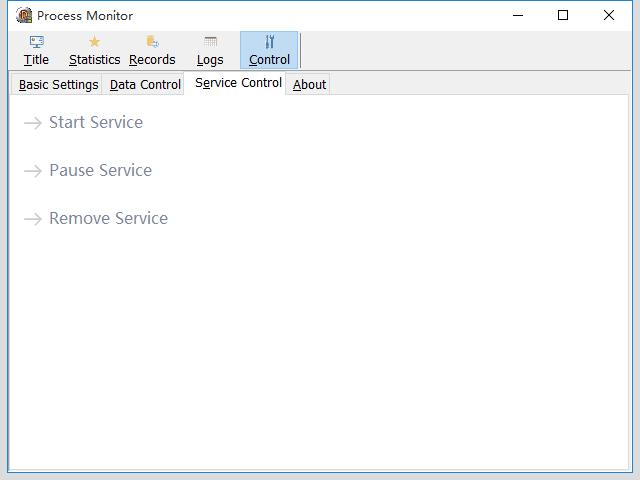 Process Monitor
Title Statistics Records Logs Control
Basic Settings Data Control Service Control About
Start Service
Pause Service
Remove Service